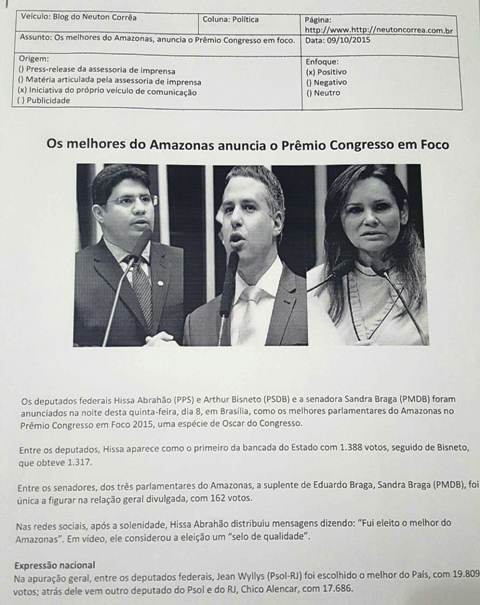 Veículo: Blog do Neuton Corrêa
Coluna: Política
Página:
http://www.http://neutoncorrea.com.br
Assunto: Os melhores do Amazonas, anuncia o Prêmio Congresso em foco.
Data: 09/10/2015
Origem:
() Press-release da assessoria de imprensa
() Matéria articulada pela assessoria de imprensa
(x) Iniciativa do próprio veículo de comunicação
( ) Publicidade
Enfoque:
(x) Positivo
() Negativo
() Neutro
Os melhores do Amazonas anuncia o Prêmio Congresso em Foco
Os deputados federais Hissa Abrahão (PPS) e Arthur Bisneto (PSDB) e a senadora Sandra Braga (PMDB) foram
anunciados na noite desta quinta-feira, dia 8, em Brasília, como os melhores parlamentares do Amazonas no
Prêmio Congresso em Foco 2015, uma espécie de Oscar do Congresso.
Entre os deputados, Hissa aparece como o primeiro da bancada do Estado com 1.388 votos, seguido de Bisneto,
que obteve 1.317.
Entre os senadores, dos três parlamentares do Amazonas, a suplente de Eduardo Braga, Sandra Braga (PMDB), foi
única a figurar na relação geral divulgada, com 162 votos.
Nas redes sociais, após a solenidade, Hissa Abrahão distribuiu mensagens dizendo: “Fui eleito o melhor do
Amazonas”. Em vídeo, ele considerou a eleição um “selo de qualidade”.
Expressão nacional
Na apuração geral, entre os deputados federais, Jean Wyllys (Psol-RJ) foi escolhido o melhor do País, com 19.809
votos; atrás dele vem outro deputado do Psol e do RJ, Chico Alencar, com 17.686.